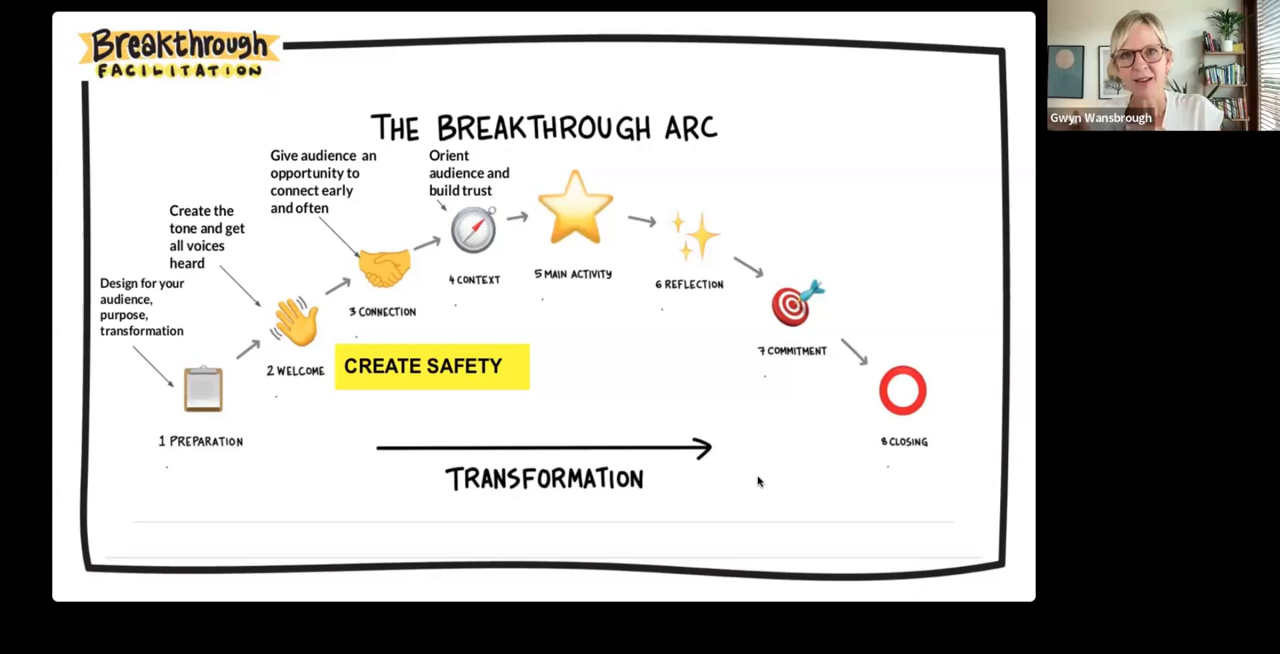 Breakthrough
FACILITATION
THE BREAKTHROUGH ARC
Give audience an
opportunity to
connect early
and often
Orient
audience and
build trust
Create the
tone and get
all voices
heard
Design for your
audience,
purpose,
transformation
1 PREPARATION
2 WELCOME
3 CONNECTION
4 CONTEXT
5 MAIN ACTIVITY
6 REFLECTION
7 COMMITMENT
8 CLOSING
CREATE SAFETY
TRANSFORMATION
Gwyn Wansbrough